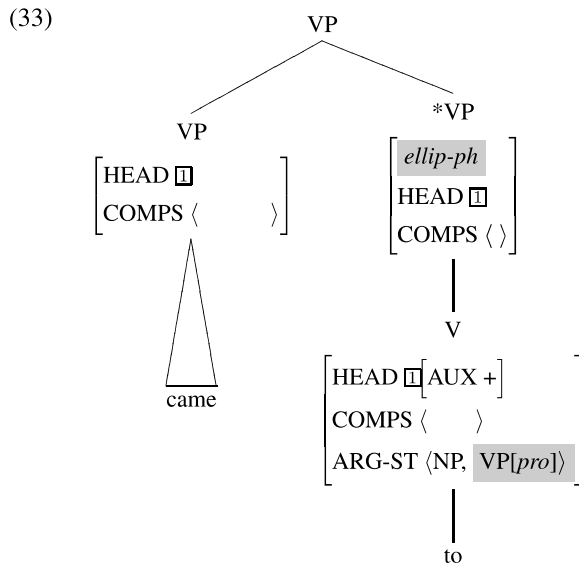 (33)
VP
VP
*VP
HEAD 1
COMPS ⟨ ⟩
ellip-ph
HEAD 1
COMPS ⟨ ⟩
came
V
HEAD 1[AUX +]
COMPS ⟨ ⟩
ARG-ST ⟨NP, VP[pro]⟩
to